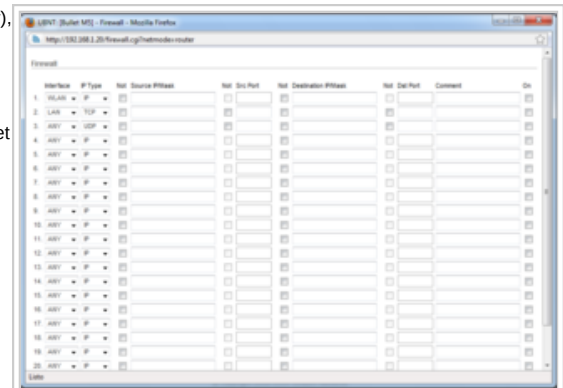 ),
et
UBNT: [Bullet M5] - Firewall - Mozilla Firefox
http://192.168.1.20/firewall.cgi?netmode=router
Firewall
Interface IP Type Not Source IP/Mask Not Src Port Not Destination IP/Mask Not Dst Port Comment On
1. WLAN IP
2. LAN TCP
3. ANY UDP
4. ANY IP
5. ANY IP
6. ANY IP
7. ANY IP
8. ANY IP
9. ANY IP
10. ANY IP
11. ANY IP
12. ANY IP
13. ANY IP
14. ANY IP
15. ANY IP
16. ANY IP
17. ANY IP
18. ANY IP
19. ANY IP
20. ANY IP
Listo